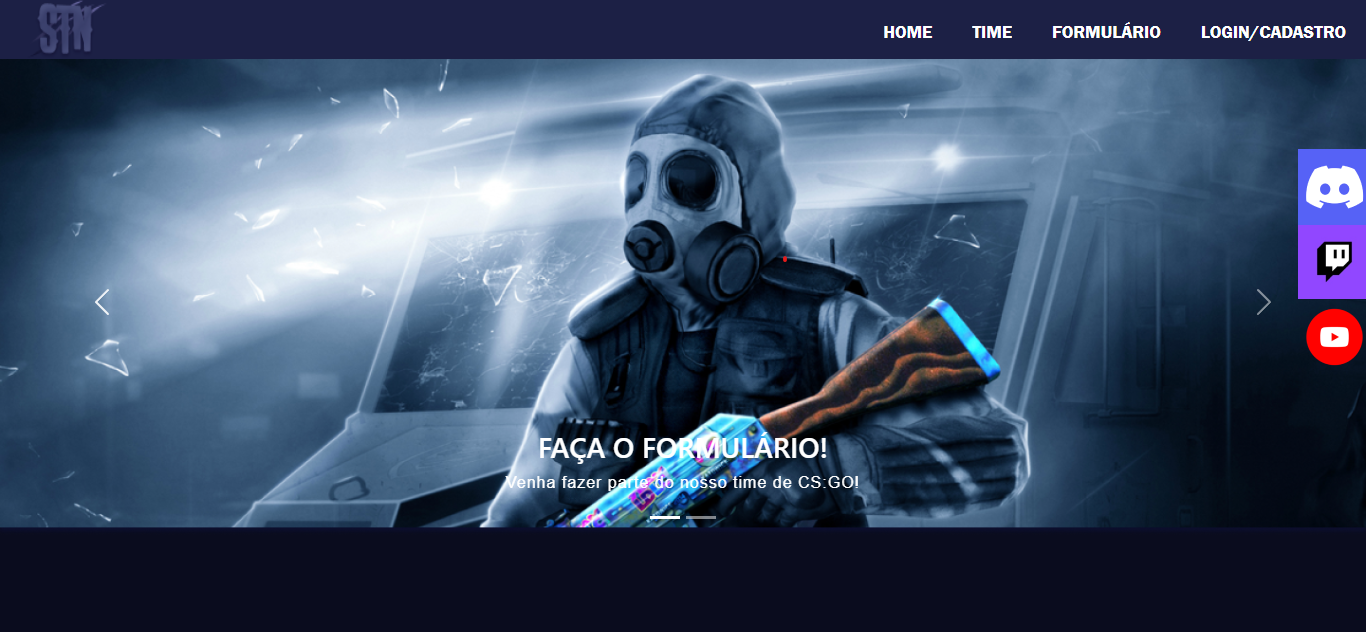 STN
HOME
TIME
FORMULÁRIO
LOGIN/CADASTRO
FAÇA O FORMULÁRIO!
Venha fazer parte do nosso time de CS:GO!